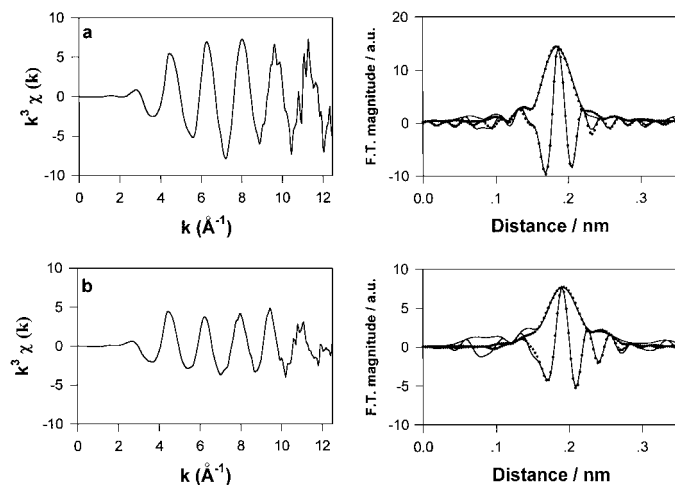 a
10
5
0
-5
-10
k³ χ (k)
0 2 4 6 8 10 12
k (Å⁻¹)
20
10
0
-10
F.T. magnitude / a.u.
0.0 .1 .2 .3
Distance / nm
b
10
5
0
-5
-10
k³ χ (k)
0 2 4 6 8 10 12
k (Å⁻¹)
10
5
0
-5
-10
F.T. magnitude / a.u.
0.0 .1 .2 .3
Distance / nm